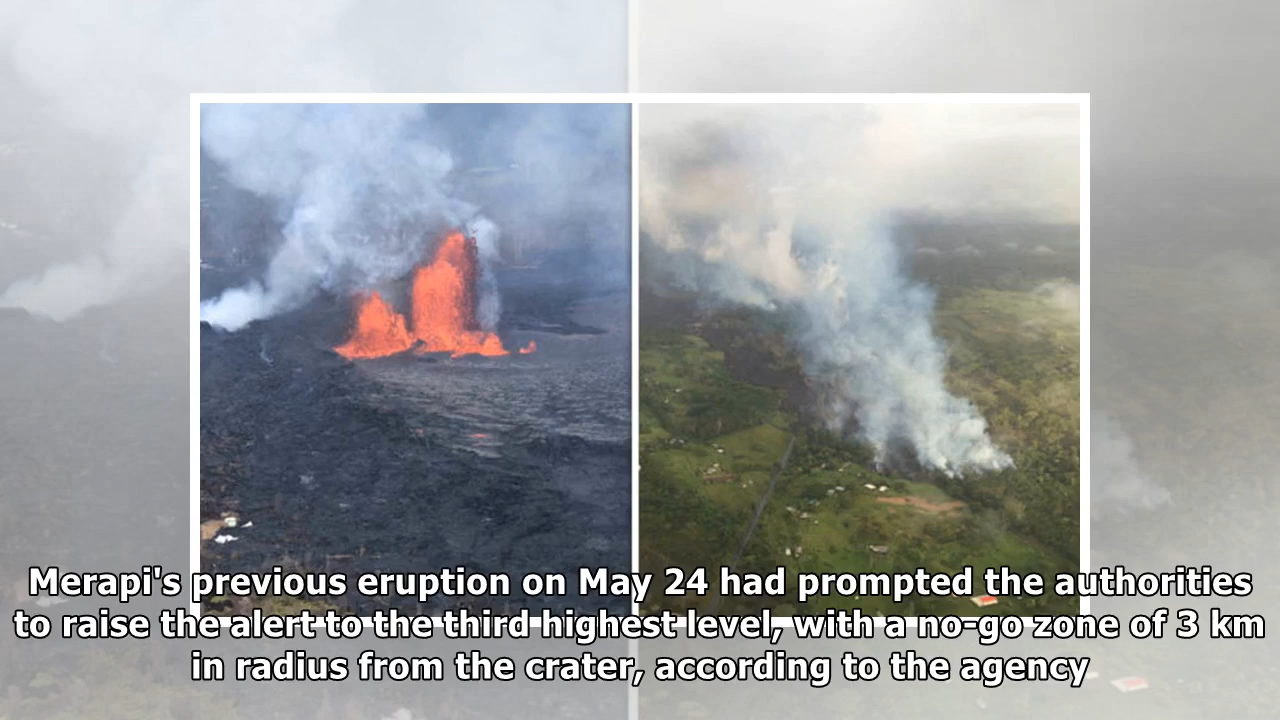 Merapi's previous eruption on May 24 had prompted the authorities
to raise the alert to the third highest level, with a no-go zone of 3 km
in radius from the crater, according to the agency